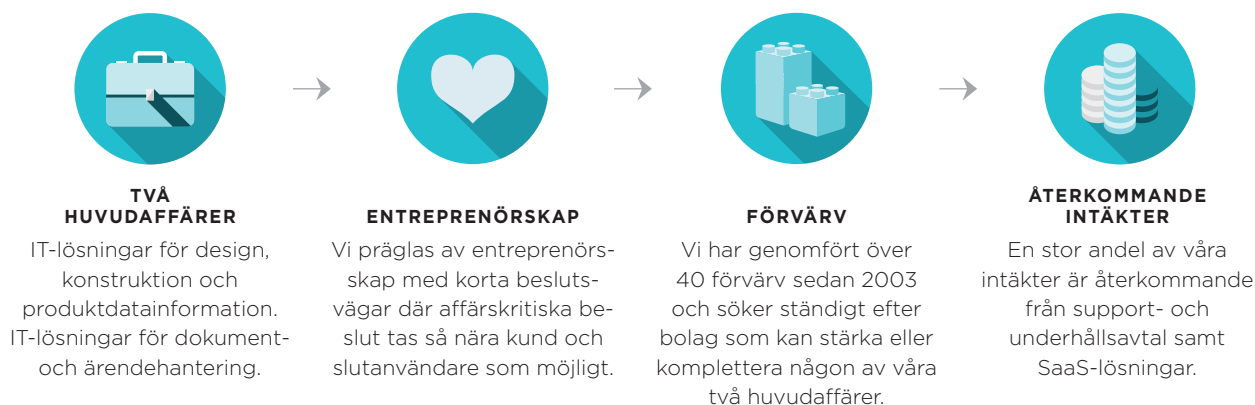 TVÅ
HUVUDAFFÄRER
IT-lösningar för design,
konstruktion och
produktdatainformation.
IT-lösningar för dokument-
och ärendehantering.
ENTREPRENÖRSKAP
Vi präglas av entreprenörs-
skap med korta besluts-
vägar där affärskritiska be-
slut tas så nära kund och
slutanvändare som möjligt.
FÖRVÄRV
Vi har genomfört över
40 förvärv sedan 2003
och söker ständigt efter
bolag som kan stärka eller
komplettera någon av våra
två huvudaffärer.
ÅTERKOMMANDE
INTÄKTER
En stor andel av våra
intäkter är återkommande
från support- och
underhållsavtal samt
SaaS-lösningar.